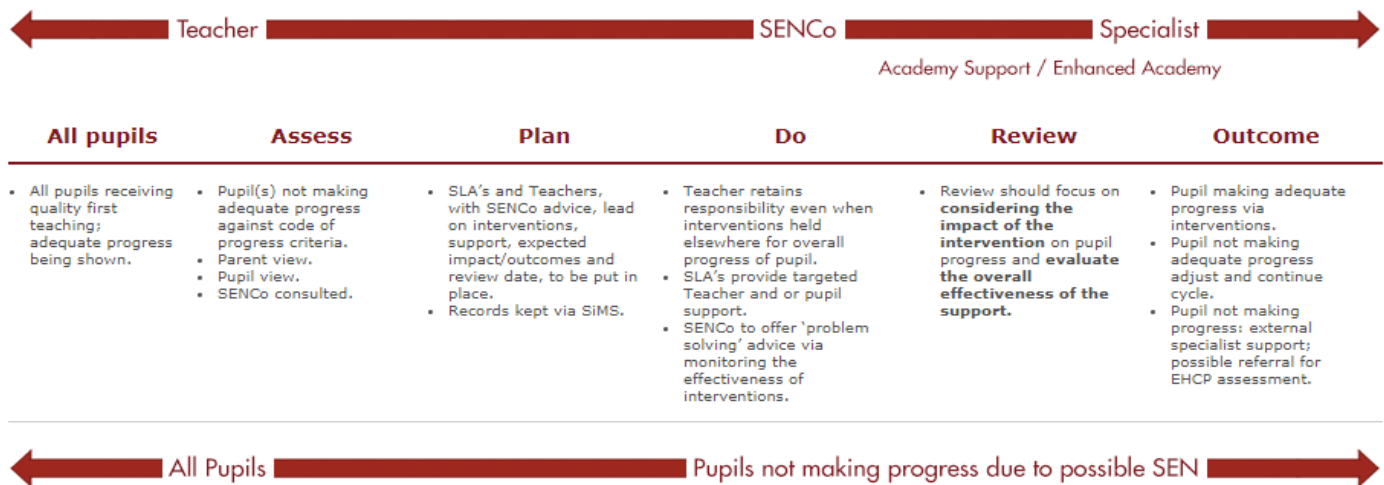 Teacher SENCo Specialist
Academy Support / Enhanced Academy
All pupils
• All pupils receiving
quality first
teaching;
adequate progress
being shown.
Assess
• Pupil(s) not making
adequate progress
against code of
progress criteria.
• Parent view.
• Pupil view.
• SENCo consulted.
Plan
• SLA's and Teachers,
with SENCo advice, lead
on interventions,
support, expected
impact/outcomes and
review date, to be put in
place.
• Records kept via SiMS.
Do
• Teacher retains
responsibility even when
interventions held
elsewhere for overall
progress of pupil.
• SLA's provide targeted
Teacher and or pupil
support.
• SENCo to offer 'problem
solving' advice via
monitoring the
effectiveness of
interventions.
Review
• Review should focus on
considering the
impact of the
intervention on pupil
progress and evaluate
the overall
effectiveness of the
support.
Outcome
• Pupil making adequate
progress via
interventions.
• Pupil not making
adequate progress
adjust and continue
cycle.
• Pupil not making
progress: external
specialist support;
possible referral for
EHCP assessment.
All Pupils Pupils not making progress due to possible SEN